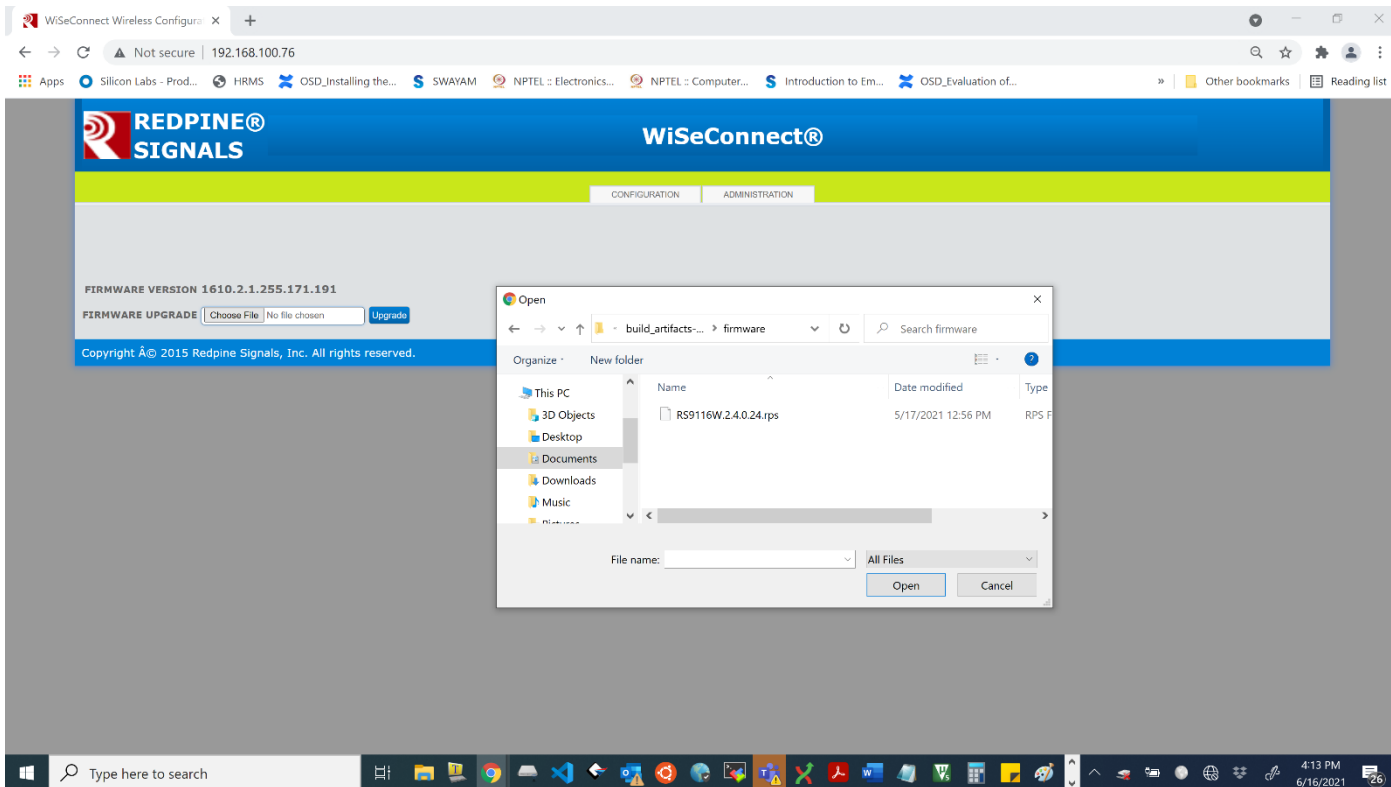 WiSeConnect Wireless Configurat
Not secure | 192.168.100.76
Apps Silicon Labs - Prod... HRMS OSD_Installing the... SWAYAM NPTEL :: Electronics... NPTEL :: Computer... Introduction to Em... OSD_Evaluation of... » Other bookmarks Reading list
REDPINE®
SIGNALS
WiSeConnect®
CONFIGURATION ADMINISTRATION
FIRMWARE VERSION 1610.2.1.255.171.191
FIRMWARE UPGRADE Choose File No file chosen Upgrade
Copyright Â© 2015 Redpine Signals, Inc. All rights reserved.
Open
build_artifacts-... > firmware Search firmware
Organize New folder
Name Date modified Type
This PC
3D Objects
Desktop
Documents
Downloads
Music
Pictures
RS9116W.2.4.0.24.rps 5/17/2021 12:56 PM RPS F
File name: All Files
Open Cancel
Type here to search
4:13 PM
6/16/2021
26